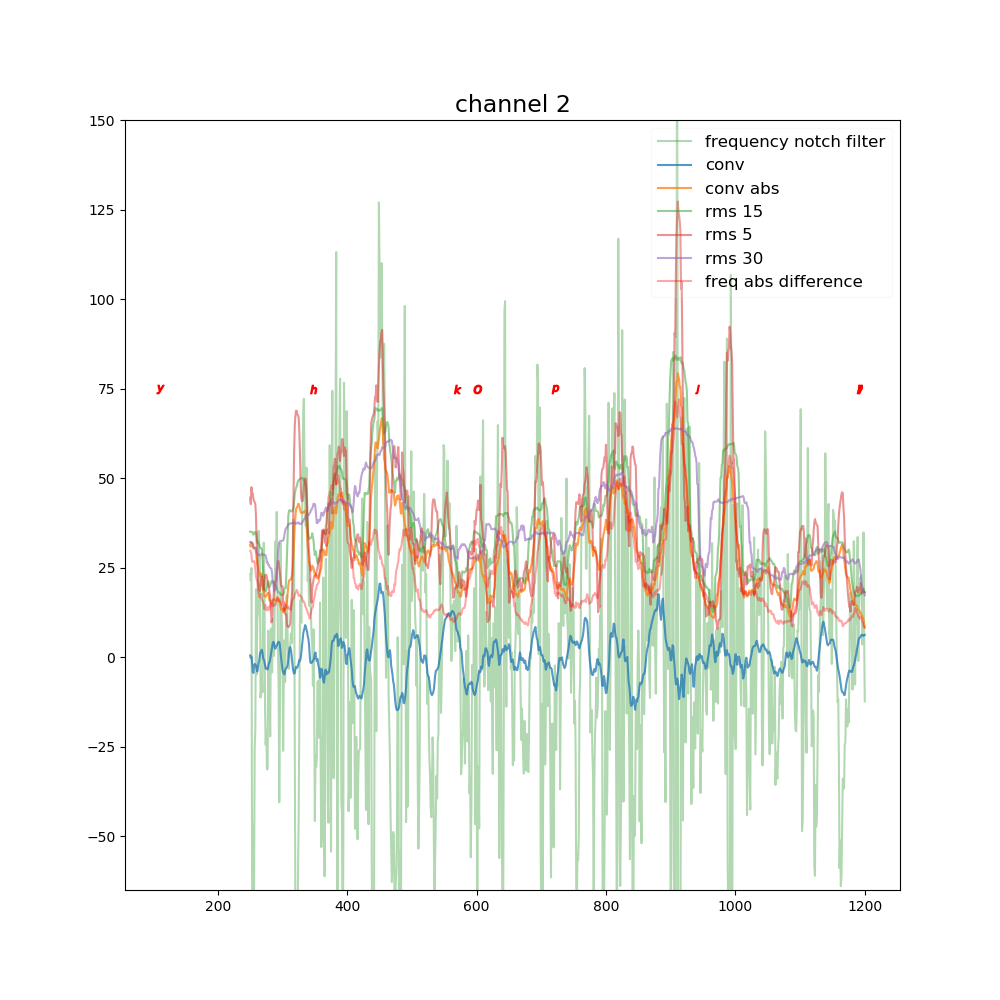 channel 2
150
125
100
75
50
25
0
−25
−50
frequency notch filter
conv
conv abs
rms 15
rms 5
rms 30
freq abs difference
y h k O p j
200 400 600 800 1000 1200